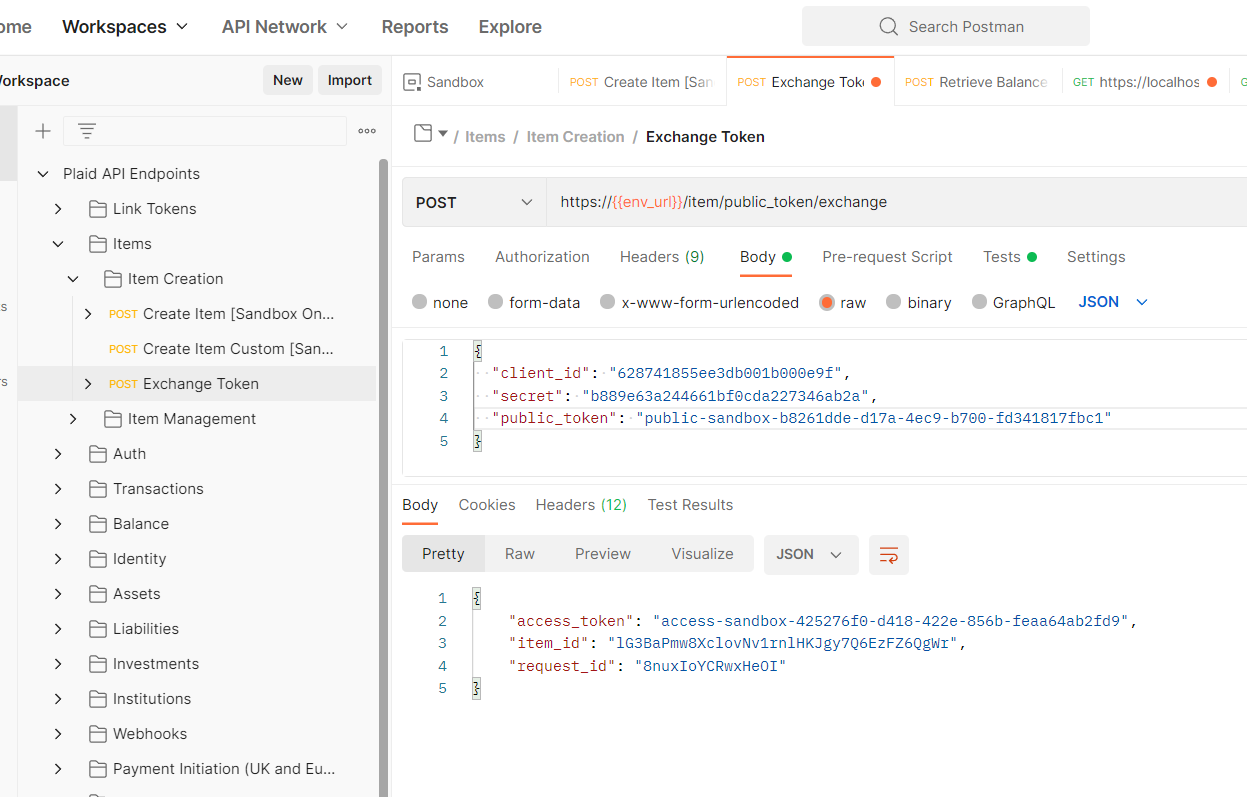 ome Workspaces API Network Reports Explore Search Postman
Workspace New Import
Sandbox POST Create Item [San POST Exchange Tok POST Retrieve Balance GET https://localhos G
/ Items / Item Creation / Exchange Token
Plaid API Endpoints
Link Tokens
Items
Item Creation
POST Create Item [Sandbox On...
POST Create Item Custom [San...
POST Exchange Token
Item Management
Auth
Transactions
Balance
Identity
Assets
Liabilities
Investments
Institutions
Webhooks
Payment Initiation (UK and Eu...
s
rs
POST https://{{env_url}}/item/public_token/exchange
Params Authorization Headers (9) Body Pre-request Script Tests Settings
none form-data x-www-form-urlencoded raw binary GraphQL JSON
1 {
2 "client_id": "628741855ee3db001b000e9f",
3 "secret": "b889e63a244661bf0cda227346ab2a",
4 "public_token": "public-sandbox-b8261dde-d17a-4ec9-b700-fd341817fbc1"
5 }
Body Cookies Headers (12) Test Results
Pretty Raw Preview Visualize JSON
1 {
2 "access_token": "access-sandbox-425276f0-d418-422e-856b-feaa64ab2fd9",
3 "item_id": "lG3BaPmw8XclovNv1rnlHKJgy7Q6EzFZ6QgWr",
4 "request_id": "8nuxIoYCRwxHeOI"
5 }